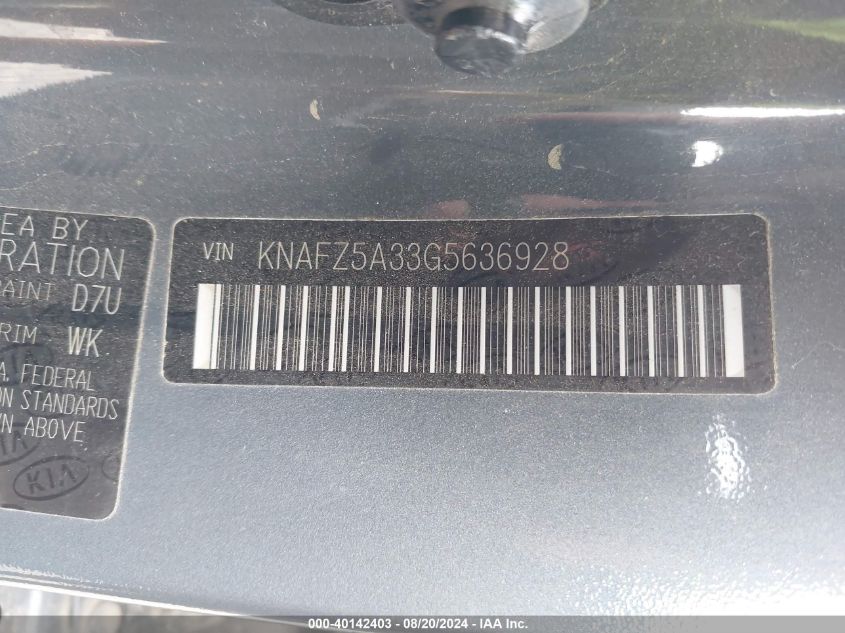 EA BY
RATION
AINT D7U
RIM WK
A FEDERAL
ON STANDARDS
N ABOVE
KIA
VIN KNAFZ5A33G5636928
000-40142403 - 08/20/2024 - IAA Inc.